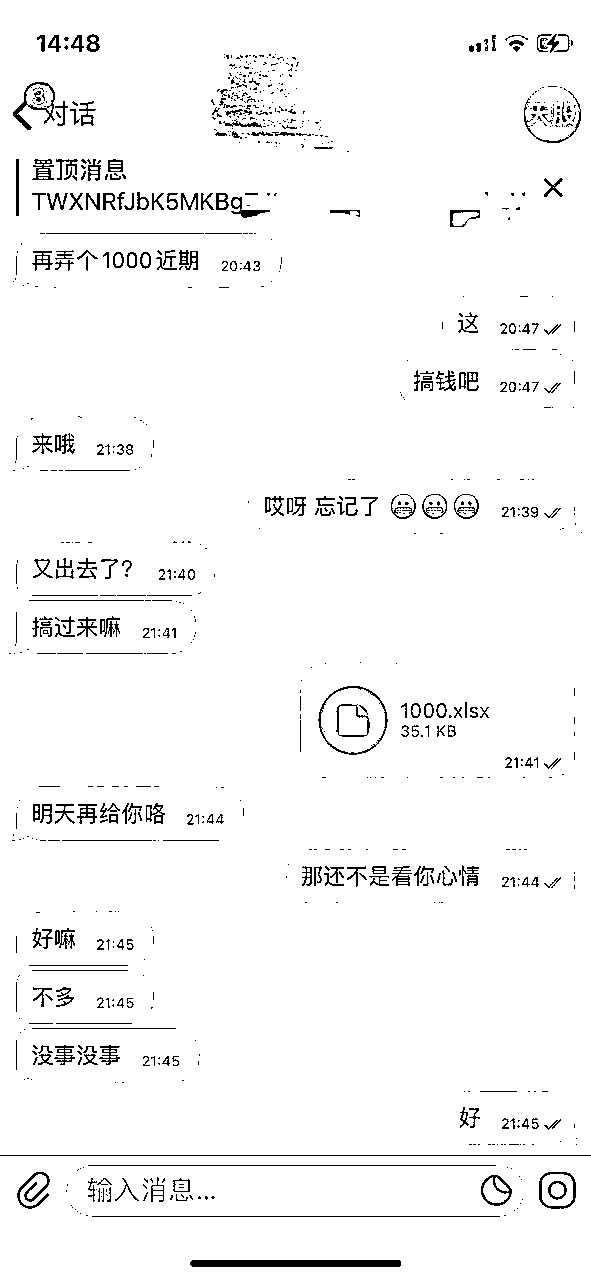 14:48
3
对话
天股
置顶消息
TWXNRfJbK5MKBg
再弄个1000近期 20:43
这 20:47
搞钱吧 20:47
来哦 21:38
哎呀 忘记了 😬😬😬 21:39
又出去了? 21:40
搞过来嘛 21:41
1000.xlsx
35.1 KB
21:41
明天再给你咯 21:44
那还不是看你心情 21:44
好嘛 21:45
不多 21:45
没事没事 21:45
好 21:45
输入消息...